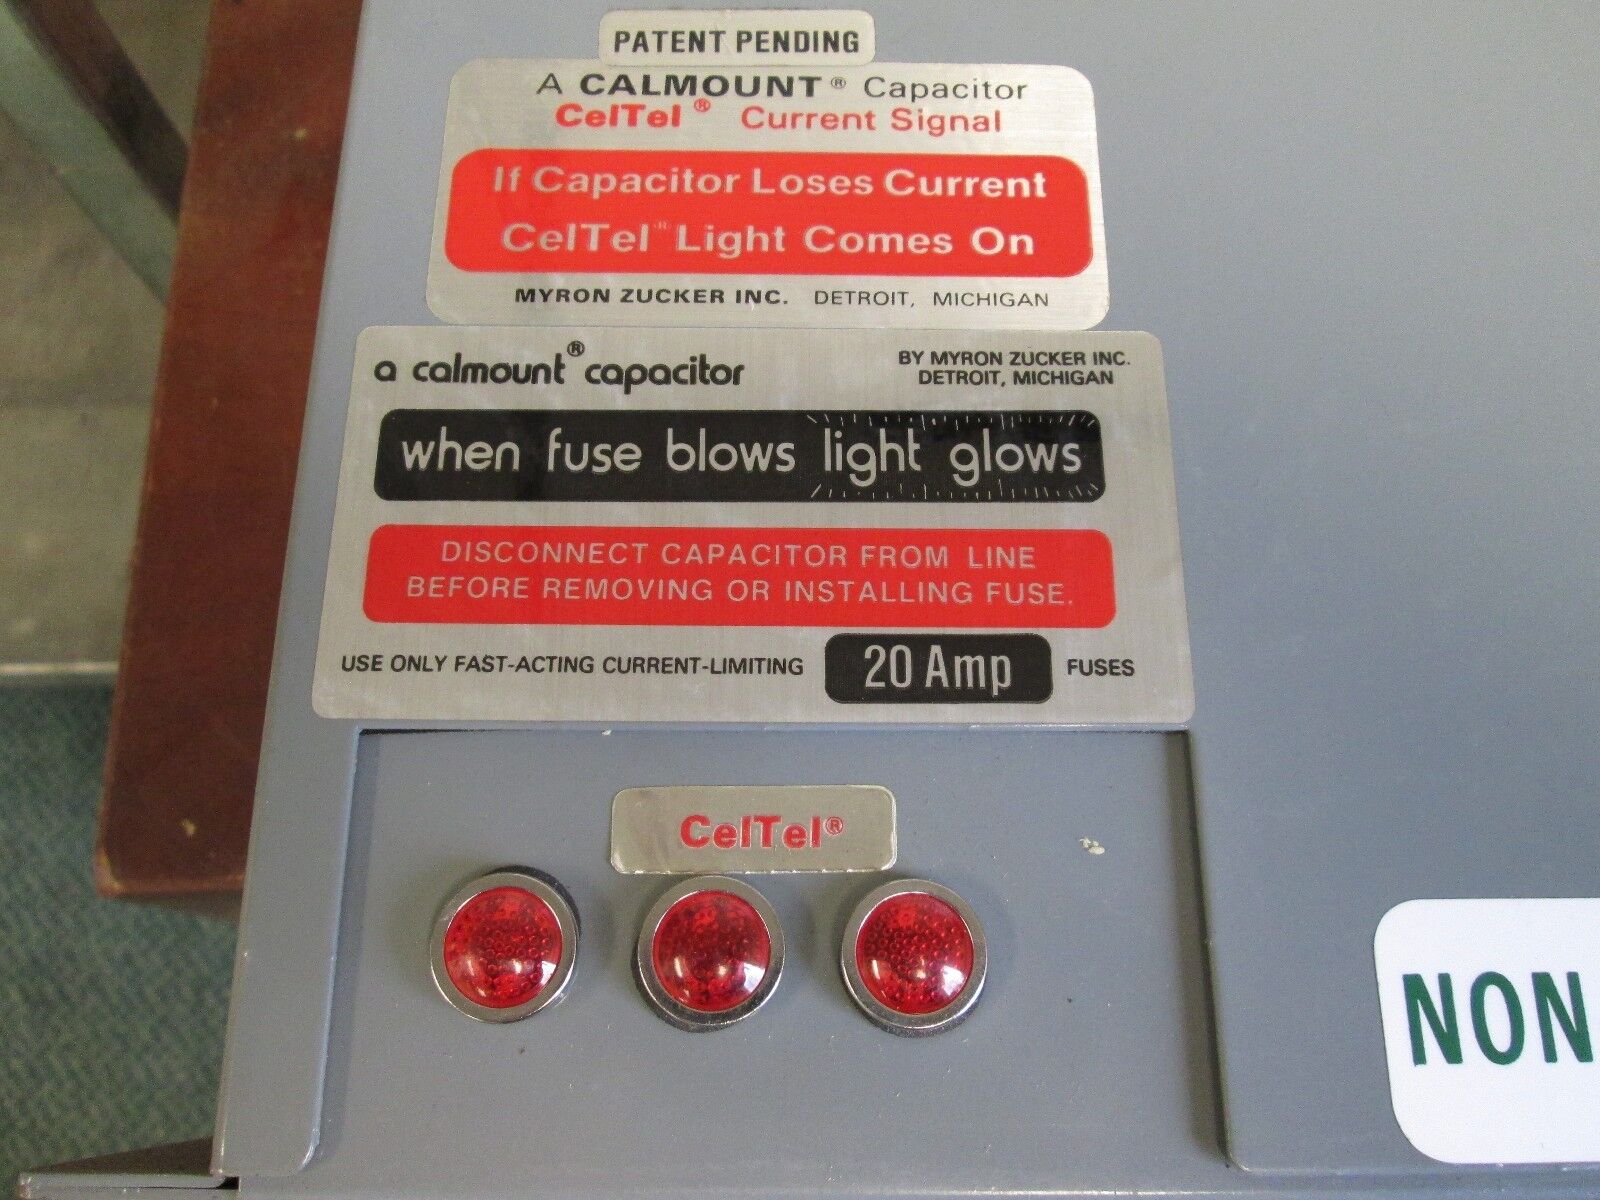 PATENT PENDING
A CALMOUNT® Capacitor
CelTel® Current Signal
If Capacitor Loses Current
CelTel® Light Comes On
MYRON ZUCKER INC. DETROIT, MICHIGAN
a calmount® capacitor
BY MYRON ZUCKER INC.
DETROIT, MICHIGAN
when fuse blows light glows
DISCONNECT CAPACITOR FROM LINE
BEFORE REMOVING OR INSTALLING FUSE.
USE ONLY FAST-ACTING CURRENT-LIMITING 20 Amp FUSES
CelTel®
NON